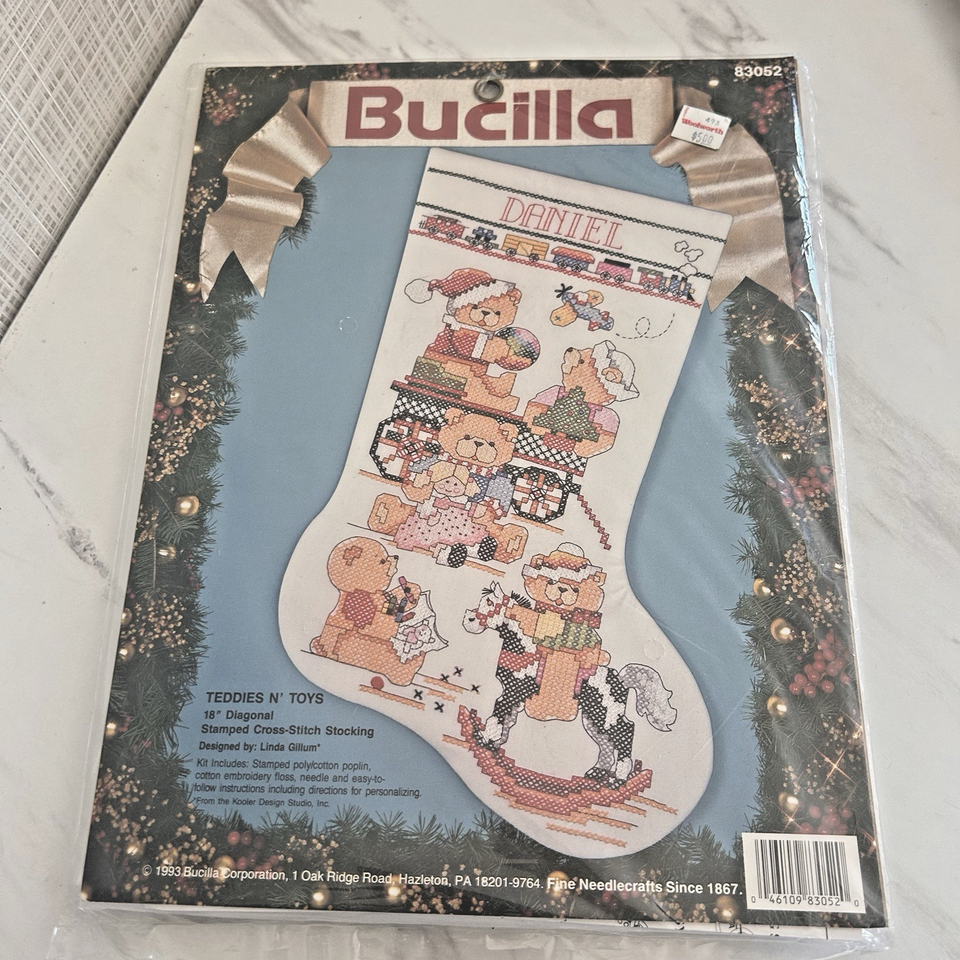 83052
Bucilla
493
Woolworth
$5.00
DANIEL
TEDDIES N' TOYS
18" Diagonal
Stamped Cross-Stitch Stocking
Designed by: Linda Gillum*
Kit Includes: Stamped poly/cotton poplin,
cotton embroidery floss, needle and easy-to-
follow instructions including directions for personalizing.
*From the Kooler Design Studio, Inc.
© 1993 Bucilla Corporation, 1 Oak Ridge Road, Hazleton, PA 18201-9764. Fine Needlecrafts Since 1867.
0 46109 83052 0